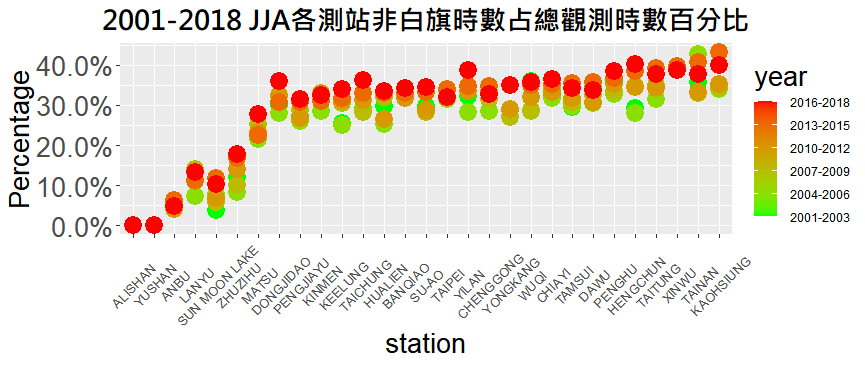 2001-2018 JJA各測站非白旗時數占總觀測時數百分比
Percentage
40.0%
30.0%
20.0%
10.0%
0.0%
ALISHAN
YUSHAN
ANBU
LANYU
SUN MOON LAKE
ZHUZIHU
MATSU
DONGJIDAO
PENGJIAYU
KINMEN
KEELUNG
TAICHUNG
HUALIEN
BANQIAO
SU-AO
TAIPEI
YILAN
CHENGGONG
YONGKANG
WUQI
CHIAYI
TAMSUI
DAWU
PENGHU
HENGCHUN
TAITUNG
XINWU
TAINAN
KAOHSIUNG
station
year
2016-2018
2013-2015
2010-2012
2007-2009
2004-2006
2001-2003